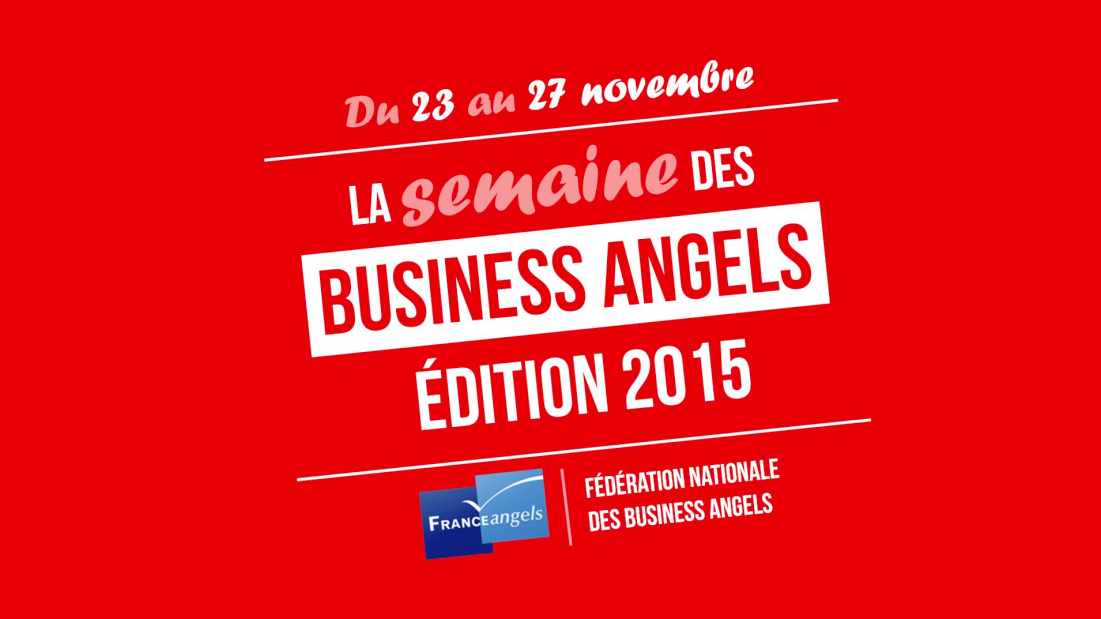 Du 23 au 27 novembre
LA semaine DES
BUSINESS ANGELS
ÉDITION 2015
FRANCEangels
FÉDÉRATION NATIONALE
DES BUSINESS ANGELS